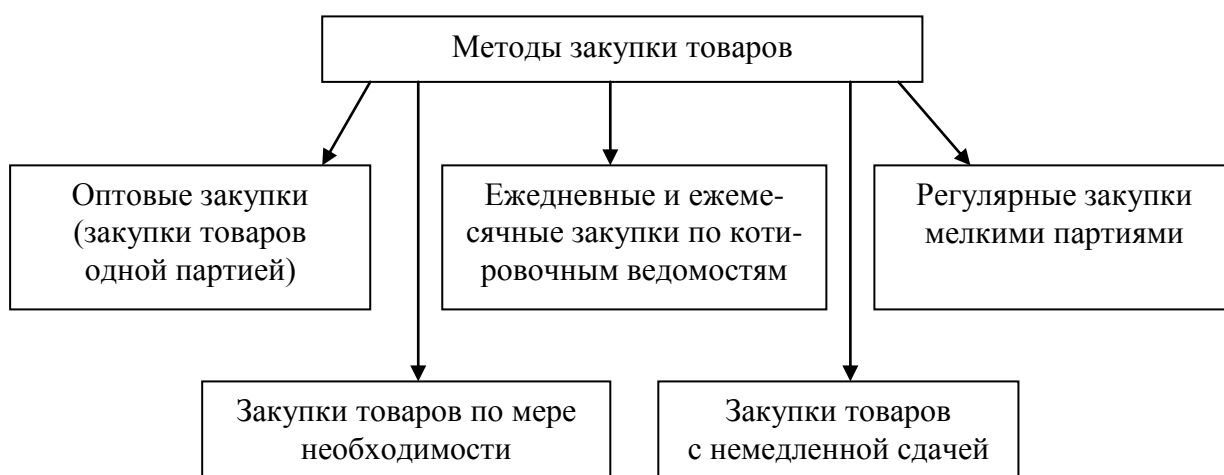 Методы закупки товаров
Оптовые закупки
(закупки товаров
одной партией)
Ежедневные и ежеме-
сячные закупки по коти-
ровочным ведомостям
Регулярные закупки
мелкими партиями
Закупки товаров по мере
необходимости
Закупки товаров
с немедленной сдачей